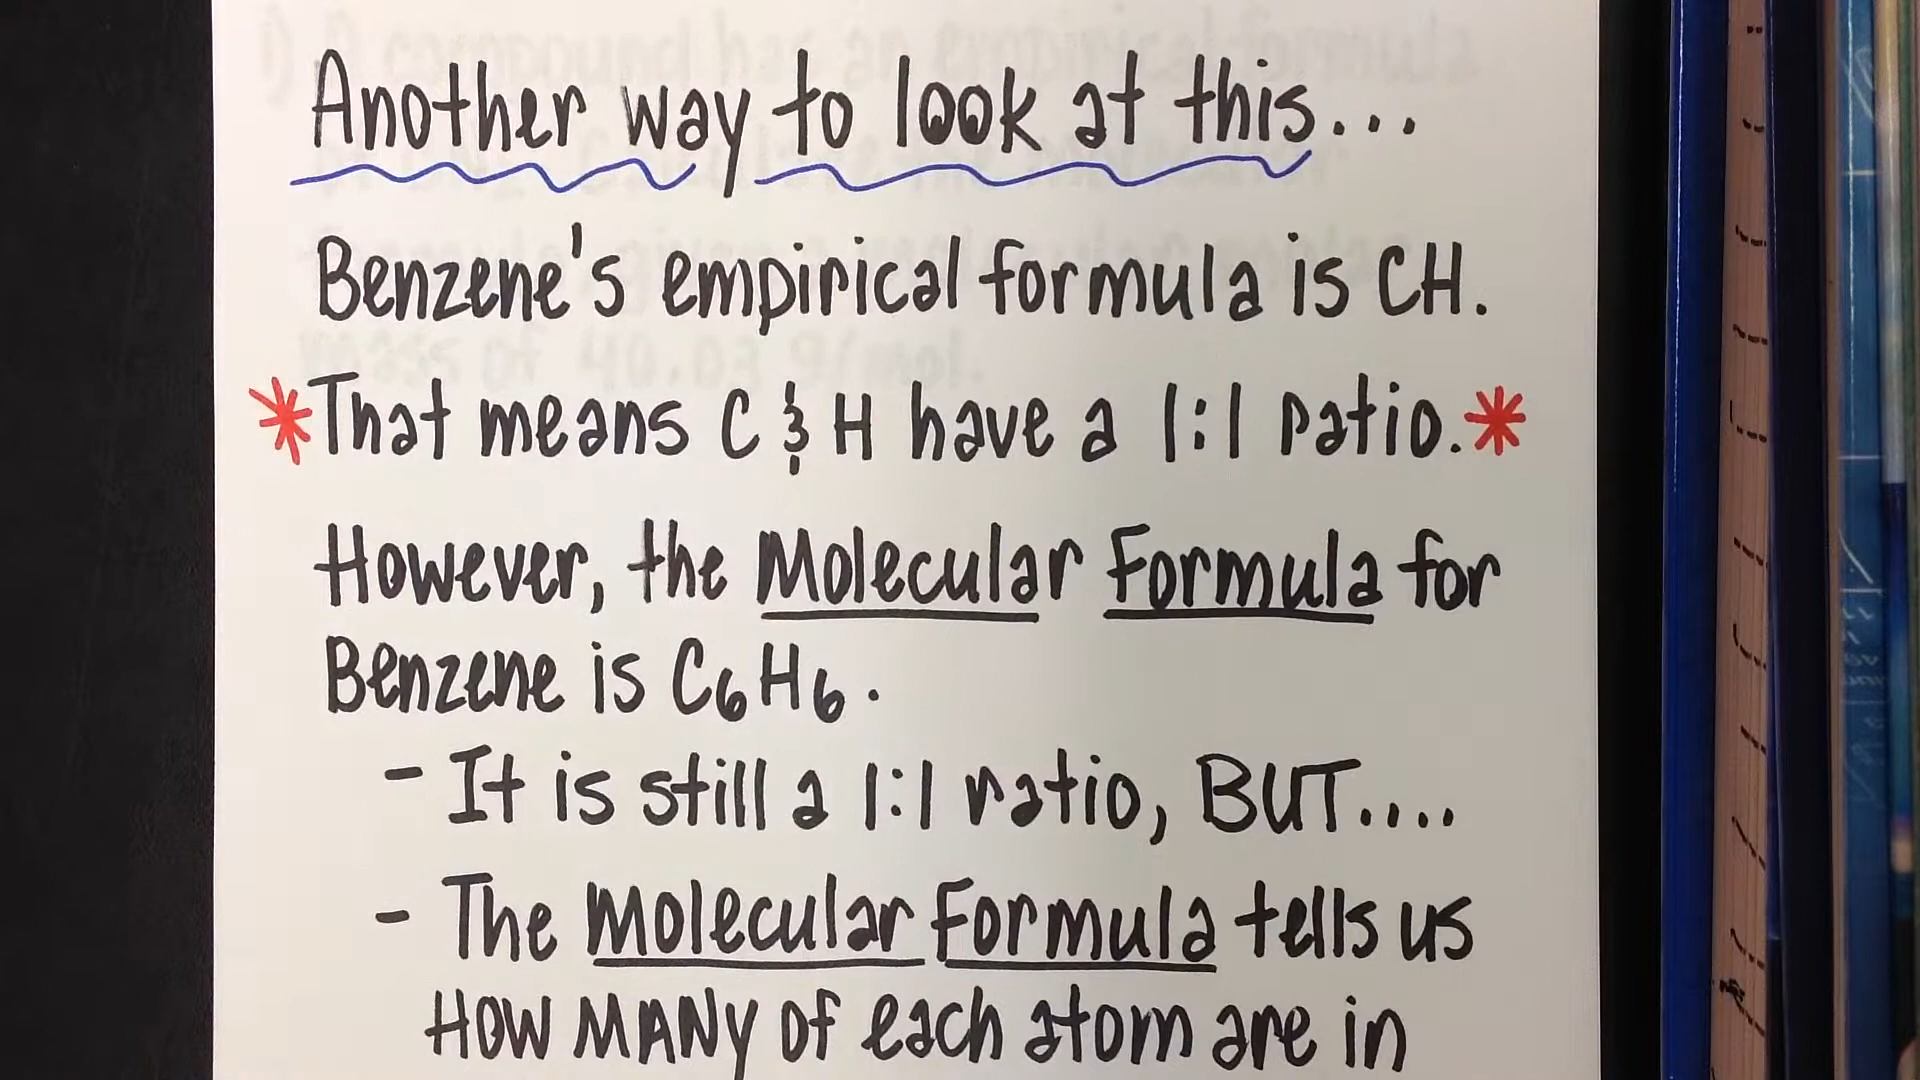 Another way to look at this...
Benzene's empirical formula is CH.
*That means C & H have a 1:1 ratio.*
However, the Molecular Formula for
Benzene is C₆H₆.
- It is still a 1:1 ratio, BUT....
- The Molecular Formula tells us
HOW MANY of each atom are in